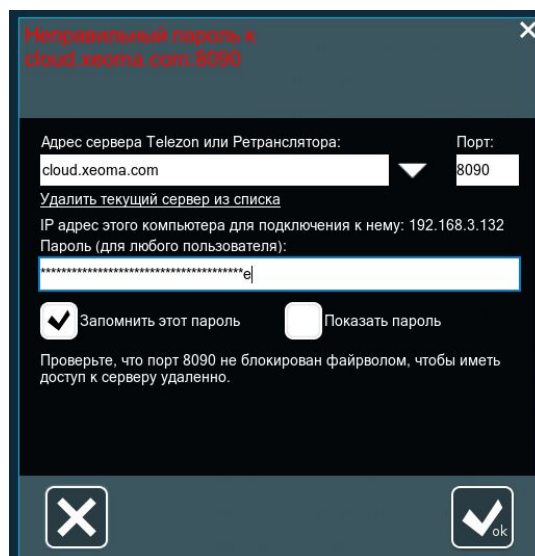 Неправильный пароль к
cloud.xeoma.com:8090
Адрес сервера Telezon или Ретранслятора: Порт:
cloud.xeoma.com 8090
Удалить текущий сервер из списка
IP адрес этого компьютера для подключения к нему: 192.168.3.132
Пароль (для любого пользователя):
***************************************e
Запомнить этот пароль Показать пароль
Проверьте, что порт 8090 не блокирован файрволом, чтобы иметь
доступ к серверу удаленно.
ok